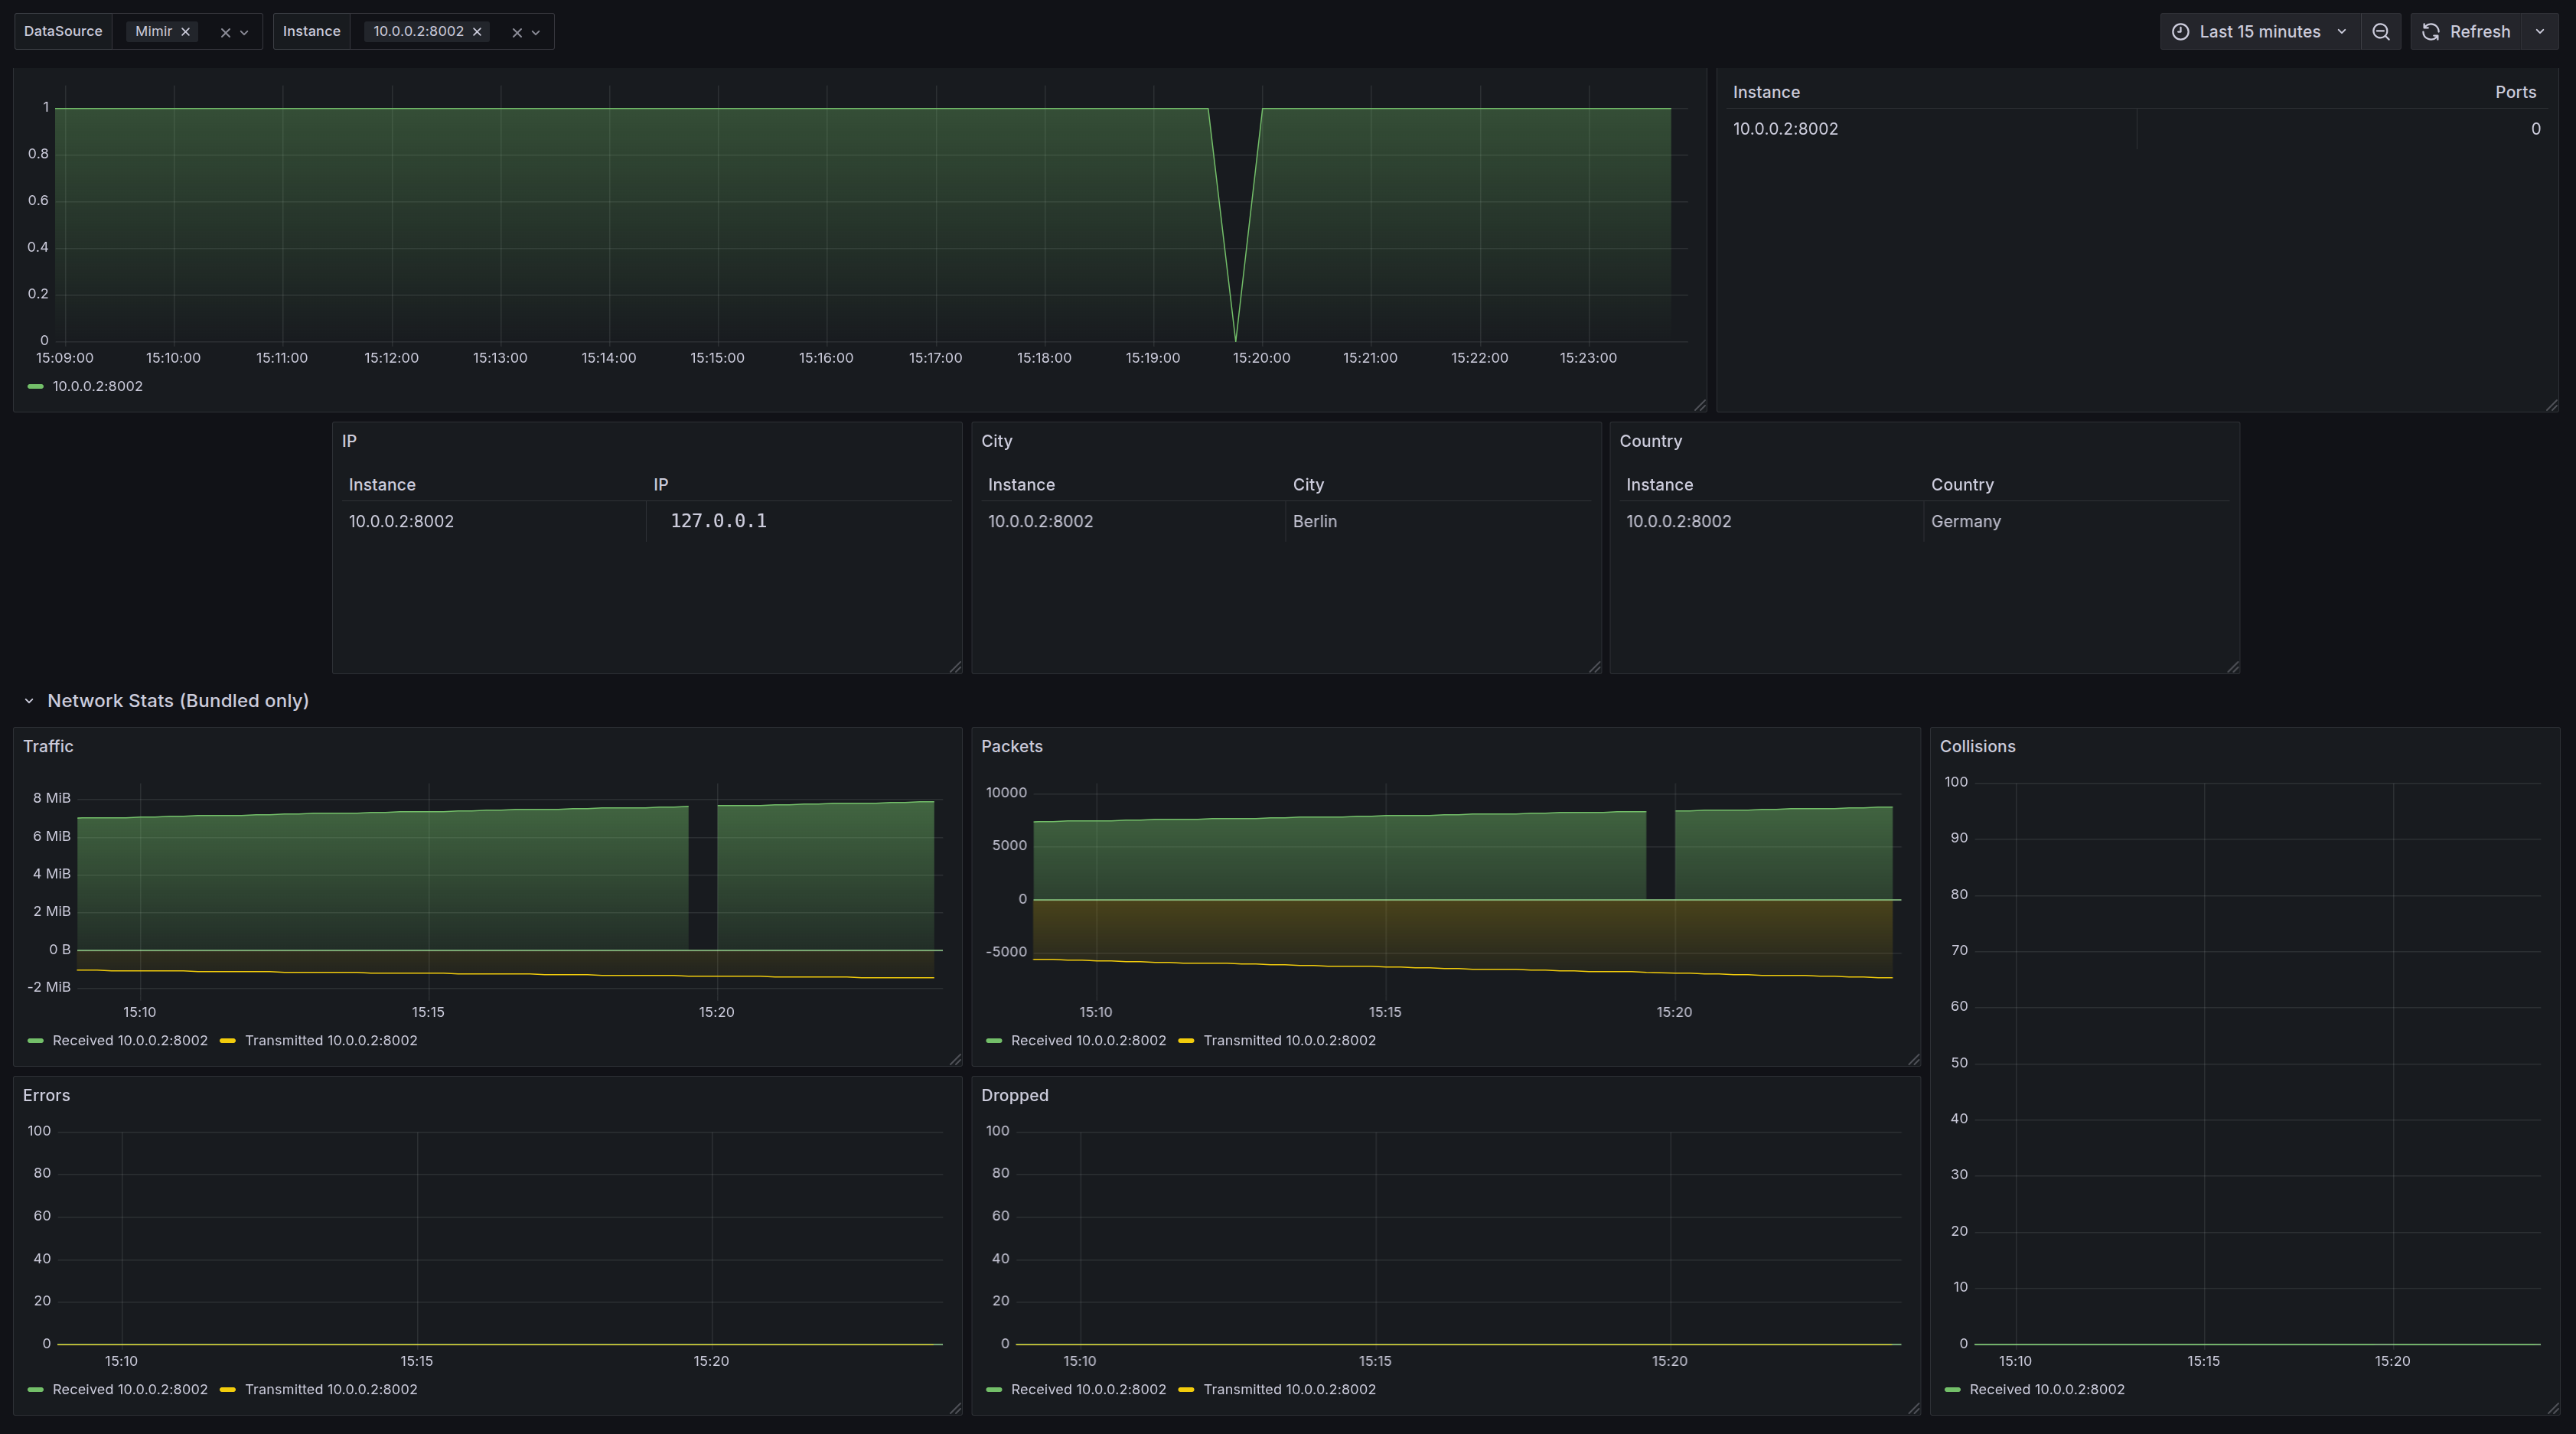 DataSource Mimir Instance 10.0.0.2:8002 Last 15 minutes Refresh
1
0.8
0.6
0.4
0.2
0
15:09:00 15:10:00 15:11:00 15:12:00 15:13:00 15:14:00 15:15:00 15:16:00 15:17:00 15:18:00 15:19:00 15:20:00 15:21:00 15:22:00 15:23:00
10.0.0.2:8002
Instance Ports
10.0.0.2:8002 0
IP
Instance IP
10.0.0.2:8002 127.0.0.1
City
Instance City
10.0.0.2:8002 Berlin
Country
Instance Country
10.0.0.2:8002 Germany
Network Stats (Bundled only)
Traffic
8 MiB
6 MiB
4 MiB
2 MiB
0 B
-2 MiB
15:10 15:15 15:20
Received 10.0.0.2:8002 Transmitted 10.0.0.2:8002
Packets
10000
5000
0
-5000
15:10 15:15 15:20
Received 10.0.0.2:8002 Transmitted 10.0.0.2:8002
Collisions
100
90
80
70
60
50
40
30
20
10
0
15:10 15:15 15:20
Received 10.0.0.2:8002
Errors
100
80
60
40
20
0
15:10 15:15 15:20
Received 10.0.0.2:8002 Transmitted 10.0.0.2:8002
Dropped
100
80
60
40
20
0
15:10 15:15 15:20
Received 10.0.0.2:8002 Transmitted 10.0.0.2:8002